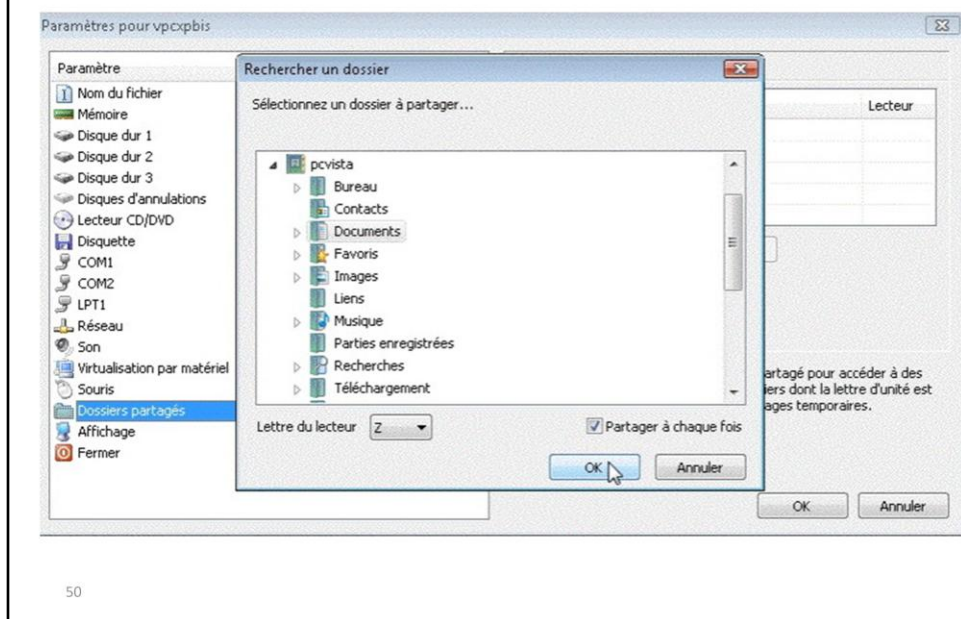 Paramètres pour vpcxpbis
Paramètre
Nom du fichier
Mémoire
Disque dur 1
Disque dur 2
Disque dur 3
Disques d'annulations
Lecteur CD/DVD
Disquette
COM1
COM2
LPT1
Réseau
Son
Virtualisation par matériel
Souris
Dossiers partagés
Affichage
Fermer
Rechercher un dossier
Sélectionnez un dossier à partager...
pcvista
Bureau
Contacts
Documents
Favoris
Images
Liens
Musique
Parties enregistrées
Recherches
Téléchargement
Lettre du lecteur Z
Partager à chaque fois
OK Annuler
Lecteur
artagé pour accéder à des
iers dont la lettre d'unité est
ages temporaires.
OK Annuler
50